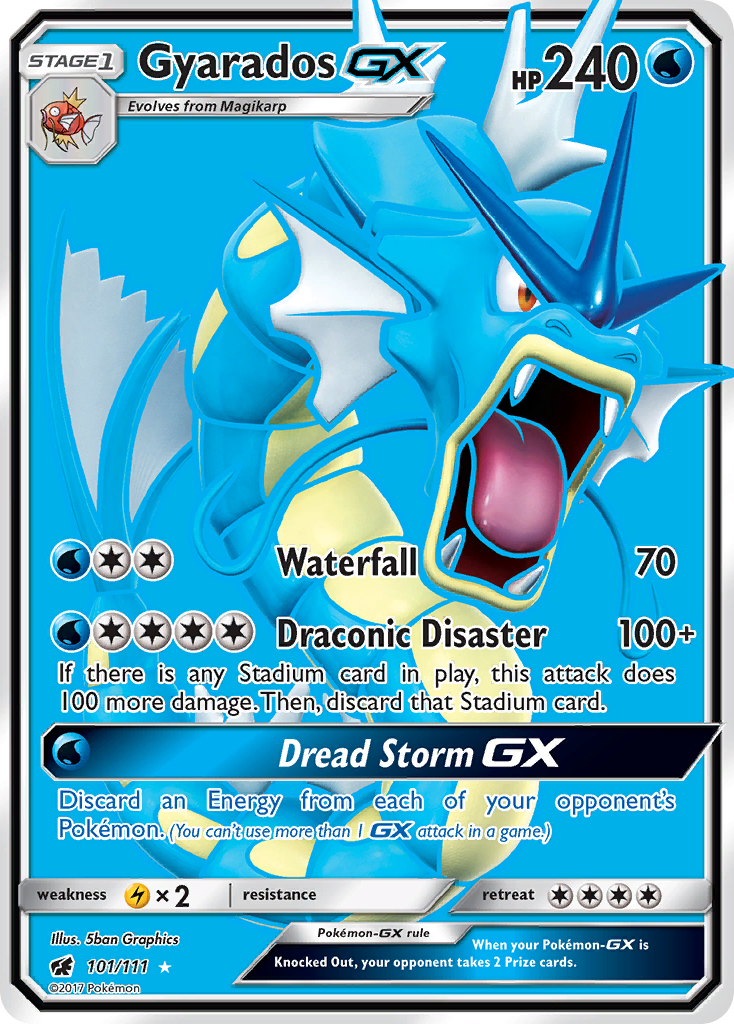 STAGE1 Gyarados GX HP240
Evolves from Magikarp
Waterfall 70
Draconic Disaster 100+
If there is any Stadium card in play, this attack does
100 more damage. Then, discard that Stadium card.
Dread Storm GX
Discard an Energy from each of your opponent's
Pokémon. (You can't use more than 1 GX attack in a game.)
weakness ×2 resistance retreat
Illus. 5ban Graphics
101/111
©2017 Pokémon
Pokémon-GX rule
When your Pokémon-GX is
Knocked Out, your opponent takes 2 Prize cards.